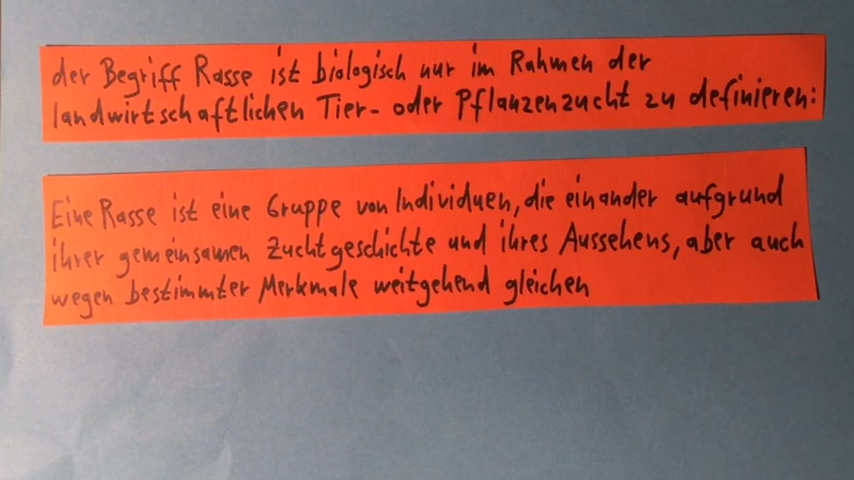 der Begriff Rasse ist biologisch nur im Rahmen der
landwirtschaftlichen Tier- oder Pflanzenzucht zu definieren:
Eine Rasse ist eine Gruppe von Individuen, die einander aufgrund
ihrer gemeinsamen Zuchtgeschichte und ihres Aussehens, aber auch
wegen bestimmter Merkmale weitgehend gleichen